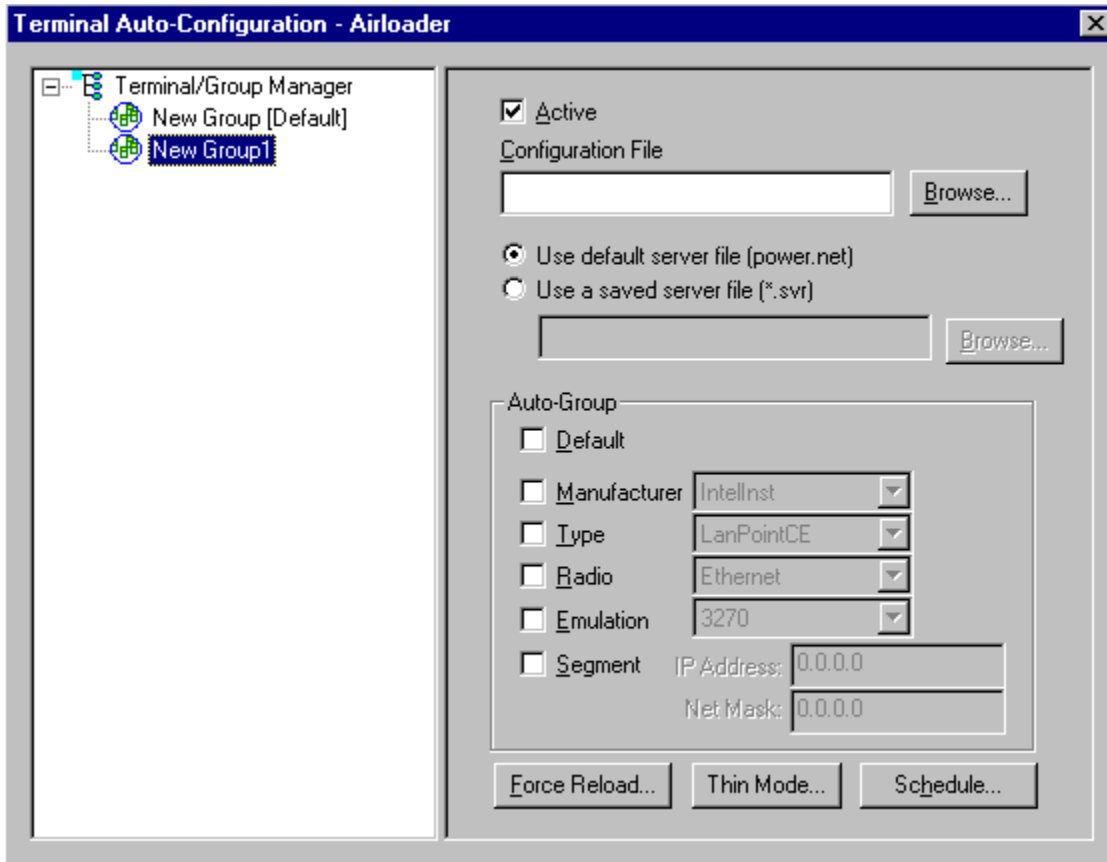 Terminal Auto-Configuration - Airloader
Terminal/Group Manager
New Group [Default]
New Group1
Active
Configuration File
Browse...
Use default server file (power.net)
Use a saved server file (*.svr)
Browse...
Auto-Group
Default
Manufacturer IntelInst
Type LanPointCE
Radio Ethernet
Emulation 3270
Segment IP Address: 0.0.0.0
Net Mask: 0.0.0.0
Force Reload... Thin Mode... Schedule...